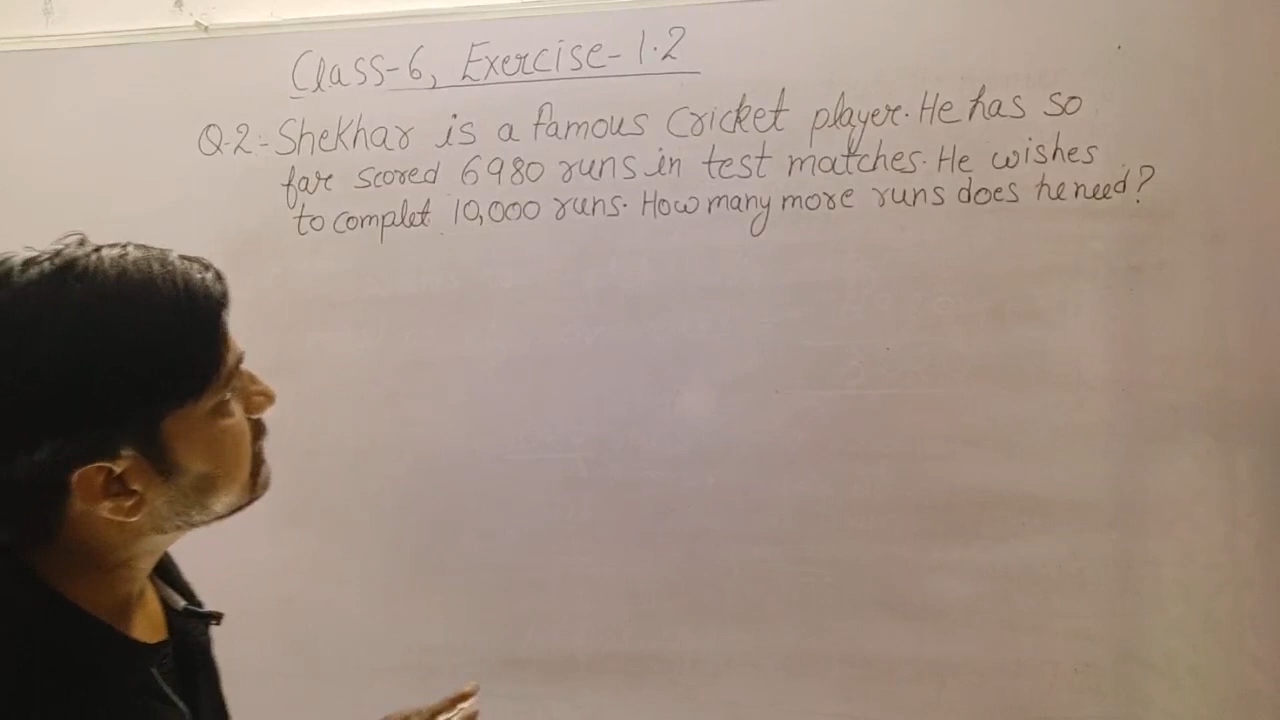 Class-6, Exercise-1.2
Q.2:- Shekhar is a famous cricket player. He has so
far scored 6980 runs in test matches. He wishes
to complet 10,000 runs. How many more runs does he need?